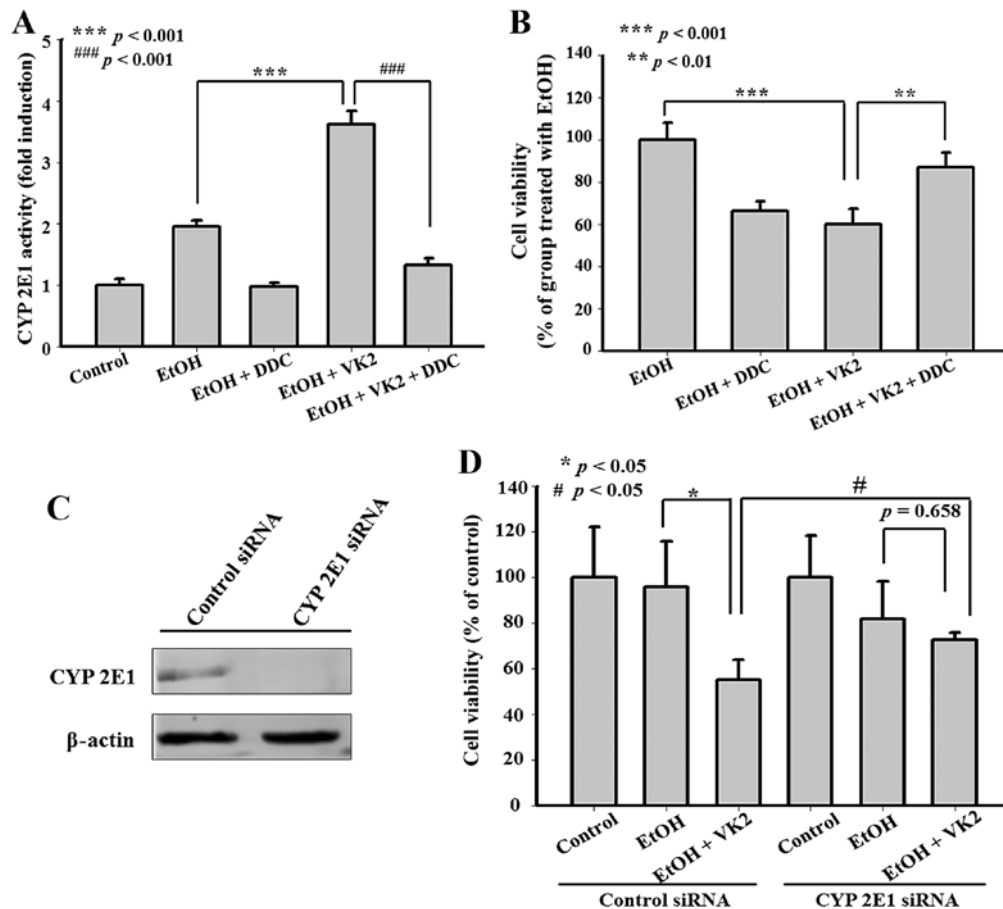 A
*** p < 0.001
### p < 0.001
CYP 2E1 activity (fold induction)
5
4
3
2
1
0
***
###
Control
EtOH
EtOH + DDC
EtOH + VK2
EtOH + VK2 + DDC
B
*** p < 0.001
** p < 0.01
Cell viability
(% of group treated with EtOH)
140
120
100
80
60
40
20
0
***
**
EtOH
EtOH + DDC
EtOH + VK2
EtOH + VK2 + DDC
C
Control siRNA
CYP 2E1 siRNA
CYP 2E1
β-actin
D
* p < 0.05
# p < 0.05
Cell viability (% of control)
140
120
100
80
60
40
20
0
*
#
p = 0.658
Control
EtOH
EtOH + VK2
Control
EtOH
EtOH + VK2
Control siRNA
CYP 2E1 siRNA